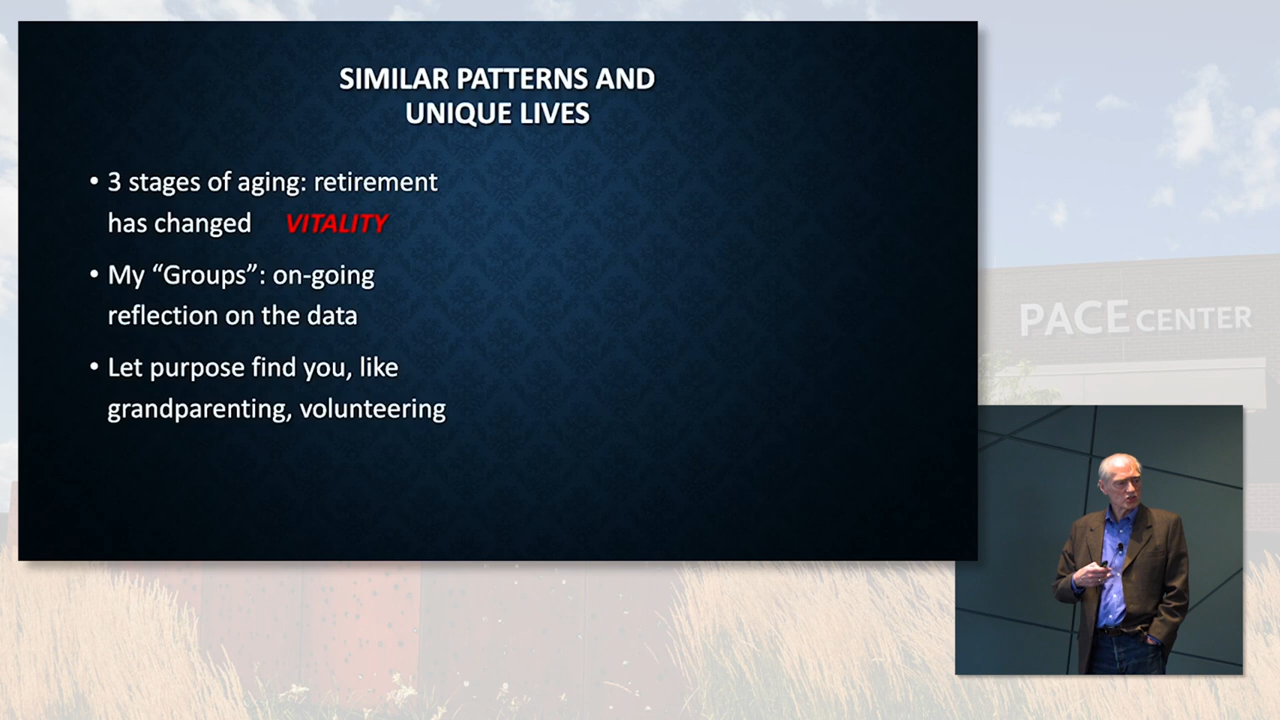 SIMILAR PATTERNS AND
UNIQUE LIVES
• 3 stages of aging: retirement
has changed VITALITY
• My “Groups”: on-going
reflection on the data
• Let purpose find you, like
grandparenting, volunteering
PACE CENTER